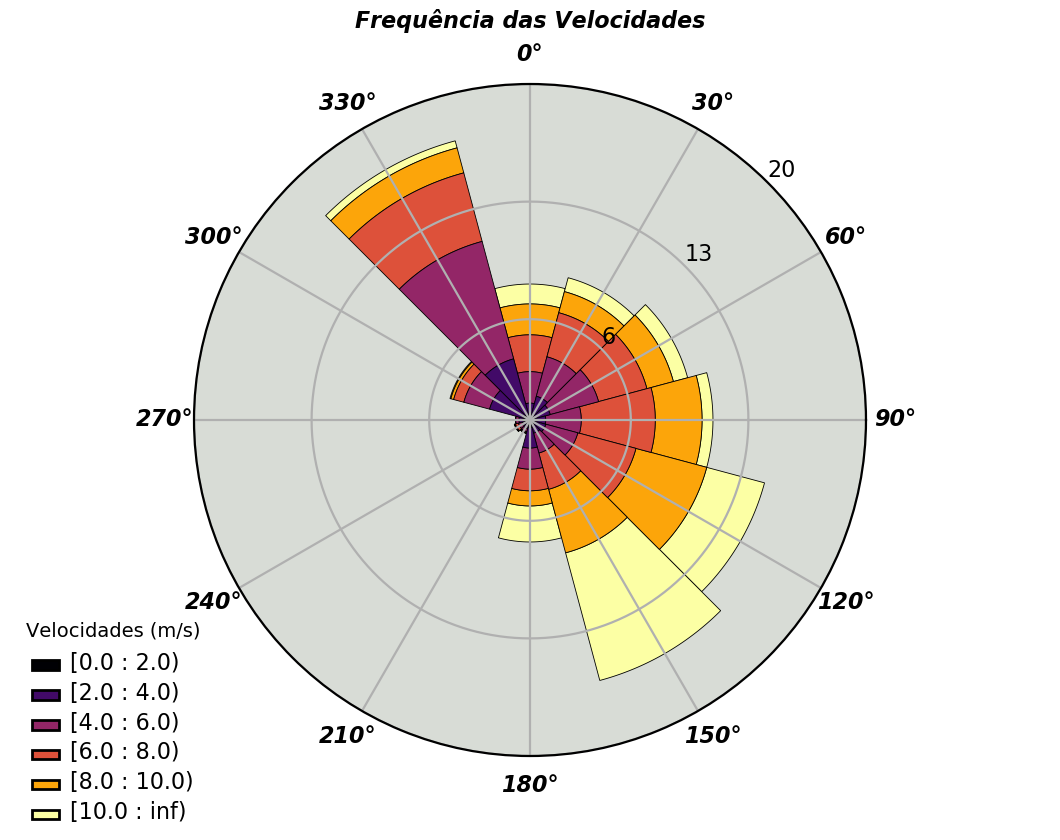 Frequência das Velocidades
0°
330°
30°
20
300°
60°
13
6
270°
90°
240°
120°
Velocidades (m/s)
[0.0 : 2.0)
[2.0 : 4.0)
[4.0 : 6.0)
210°
150°
[6.0 : 8.0)
[8.0 : 10.0)
180°
[10.0 : inf)